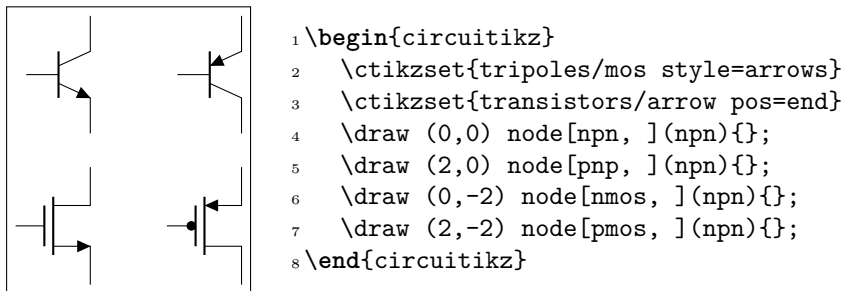 1 \begin{circuitikz}
2 \ctikzset{tripoles/mos style=arrows}
3 \ctikzset{transistors/arrow pos=end}
4 \draw (0,0) node[npn, ](npn){};
5 \draw (2,0) node[pnp, ](npn){};
6 \draw (0,-2) node[nmos, ](npn){};
7 \draw (2,-2) node[pmos, ](npn){};
8 \end{circuitikz}